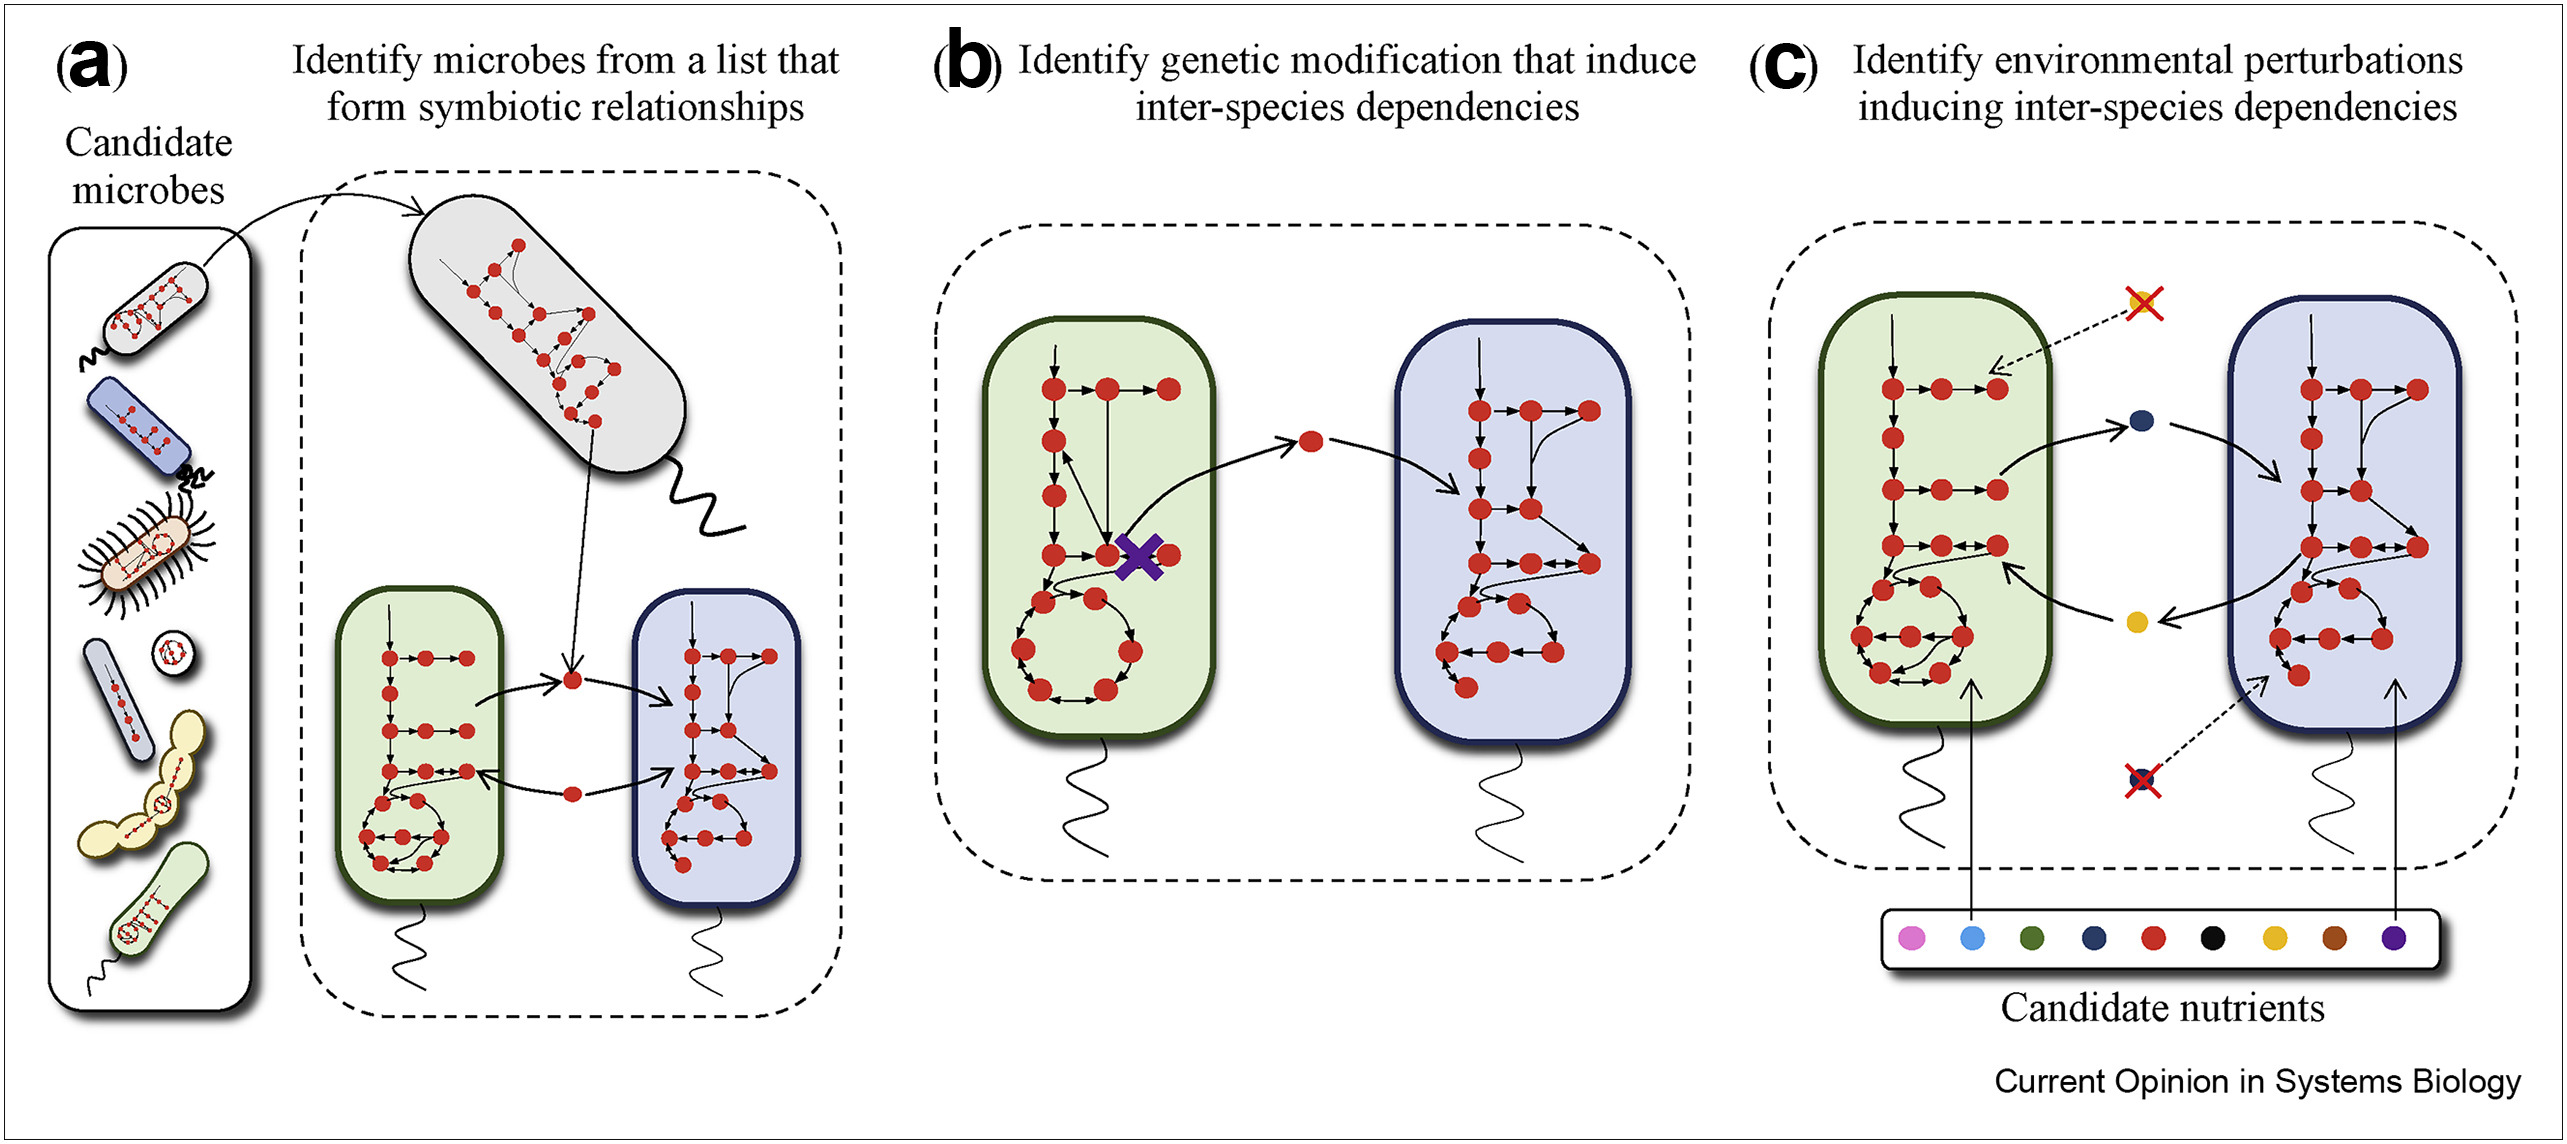 (a)
Identify microbes from a list that
form symbiotic relationships
Candidate
microbes
(b)
Identify genetic modification that induce
inter-species dependencies
(c)
Identify environmental perturbations
inducing inter-species dependencies
Candidate nutrients
Current Opinion in Systems Biology